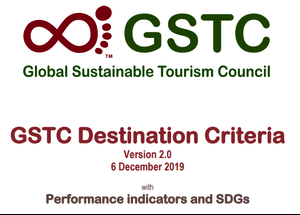 GSTC
TM
Global Sustainable Tourism Council
GSTC Destination Criteria
Version 2.0
6 December 2019
with
Performance indicators and SDGs